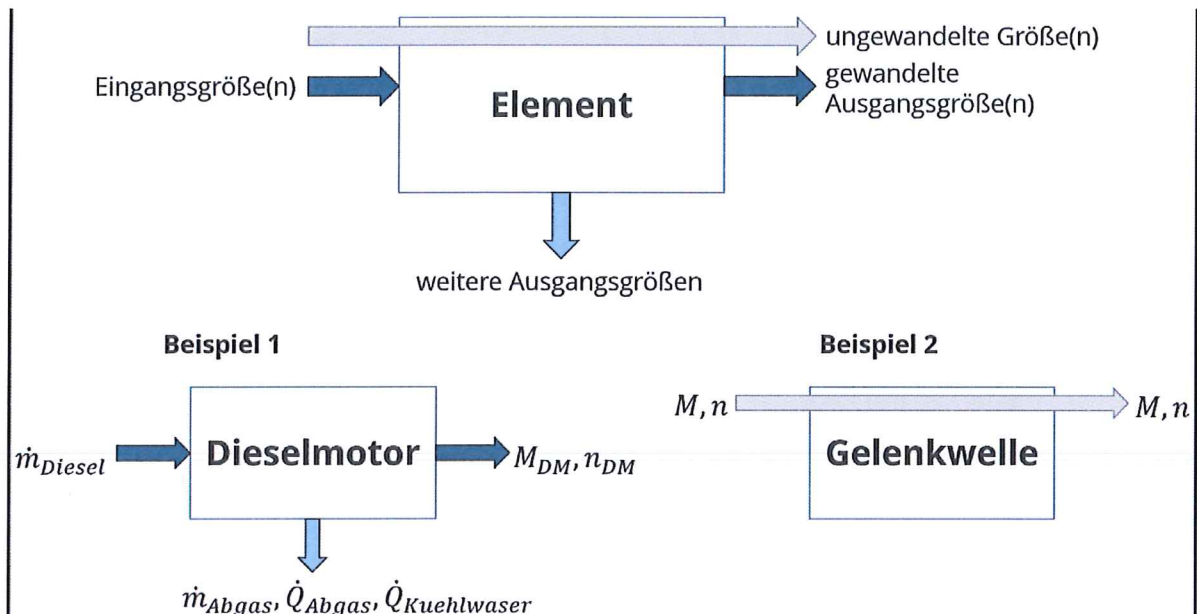 ungewandelte Größe(n)
Eingangsgröße(n)
Element
gewandelte
Ausgangsgröße(n)
weitere Ausgangsgrößen
Beispiel 1
Beispiel 2
M, n
M, n
ṁ_Diesel
Dieselmotor
M_DM, n_DM
Gelenkwelle
ṁ_Abgas, Q̇_Abgas, Q̇_Kuehlwaser